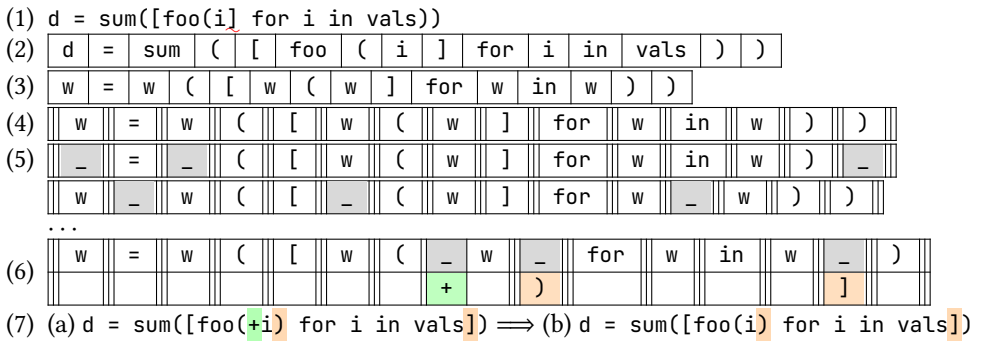 (1) d = sum([foo(i] for i in vals))
(2) d = sum ( [ foo ( i ] for i in vals ) )
(3) w = w ( [ w ( w ] for w in w ) )
(4) w = w ( [ w ( w ] for w in w ) )
(5) _ = _ ( [ w ( w ] for w in w ) _
w _ w ( [ _ ( w ] for w _ w ) )
...
(6) w = w ( [ w ( _ w _ for w in w _ )
+ ) ]
(7) (a) d = sum([foo(+i) for i in vals]) ⟹ (b) d = sum([foo(i) for i in vals])